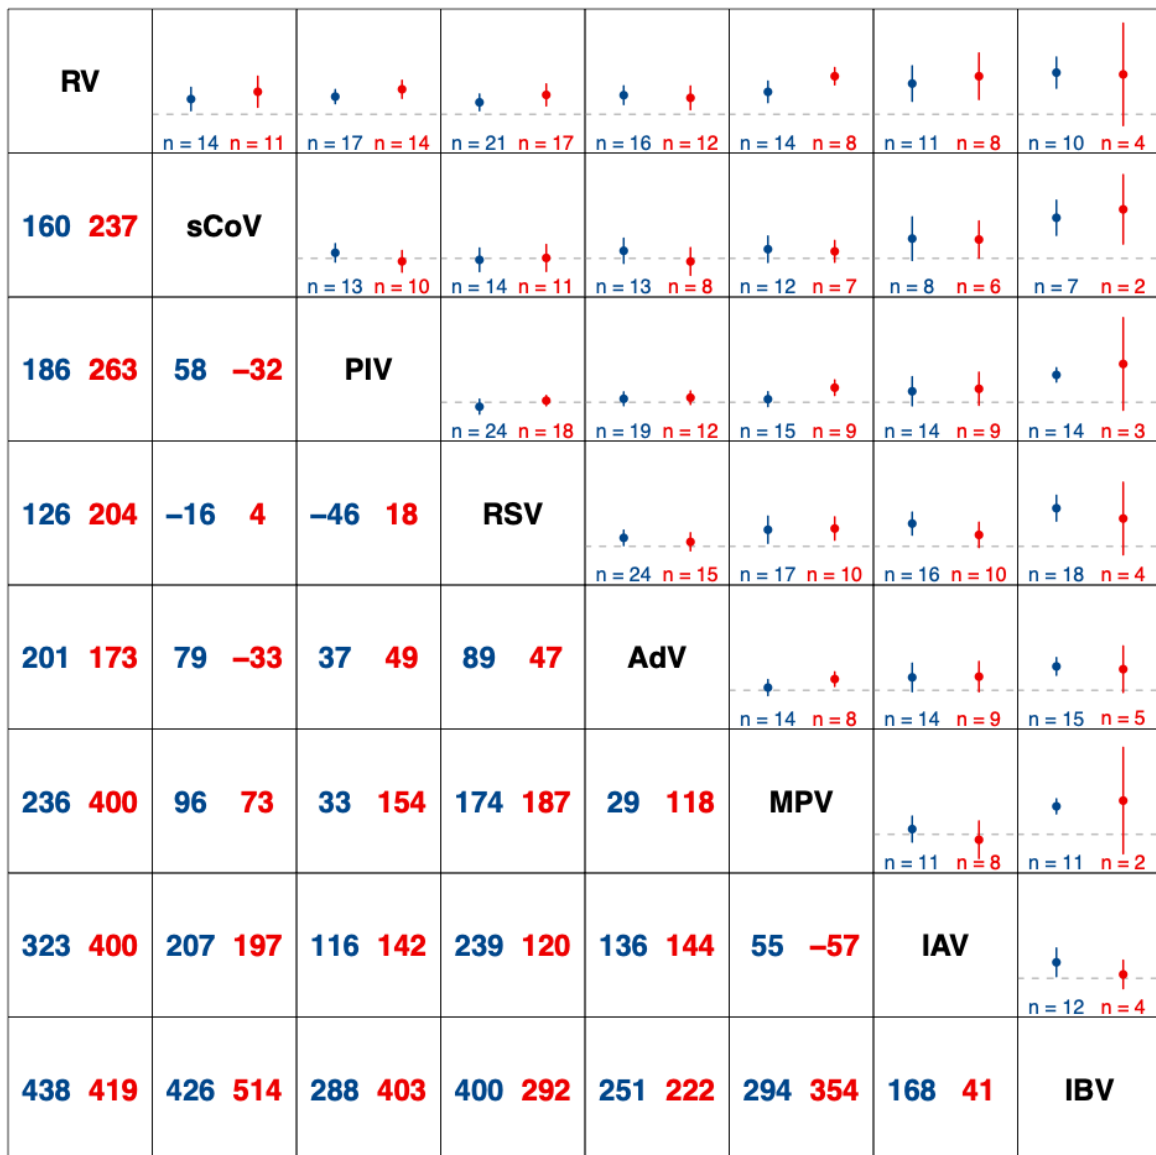 RV
n = 14 n = 11 n = 17 n = 14 n = 21 n = 17 n = 16 n = 12 n = 14 n = 8 n = 11 n = 8 n = 10 n = 4
160 237 sCoV
n = 13 n = 10 n = 14 n = 11 n = 13 n = 8 n = 12 n = 7 n = 8 n = 6 n = 7 n = 2
186 263 58 −32 PIV
n = 24 n = 18 n = 19 n = 12 n = 15 n = 9 n = 14 n = 9 n = 14 n = 3
126 204 −16 4 −46 18 RSV
n = 24 n = 15 n = 17 n = 10 n = 16 n = 10 n = 18 n = 4
201 173 79 −33 37 49 89 47 AdV
n = 14 n = 8 n = 14 n = 9 n = 15 n = 5
236 400 96 73 33 154 174 187 29 118 MPV
n = 11 n = 8 n = 11 n = 2
323 400 207 197 116 142 239 120 136 144 55 −57 IAV
n = 12 n = 4
438 419 426 514 288 403 400 292 251 222 294 354 168 41 IBV